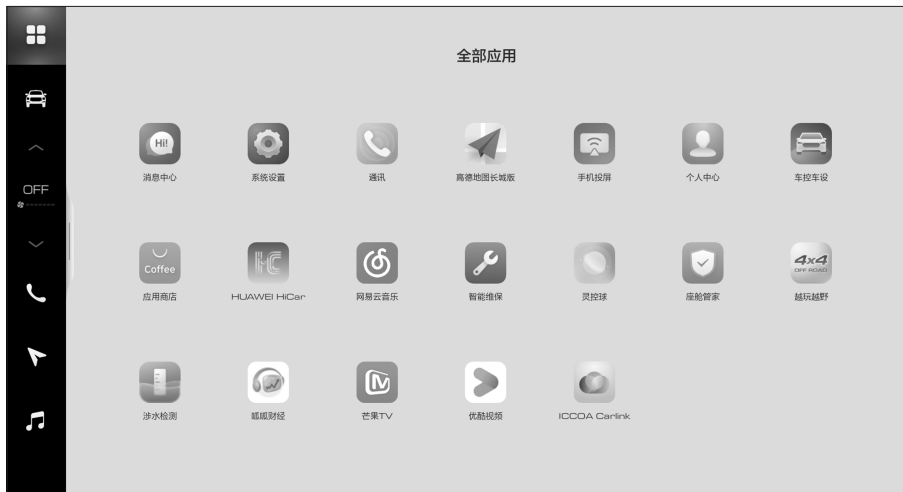 全部应用
OFF
Hi!
消息中心
系统设置
通讯
高德地图长城版
手机投屏
个人中心
车控车设
Coffee
应用商店
HC
HUAWEI HiCar
网易云音乐
智能维保
灵控球
座舱管家
4x4
OFF ROAD
越玩越野
涉水检测
呱呱财经
芒果TV
优酷视频
ICCOA Carlink